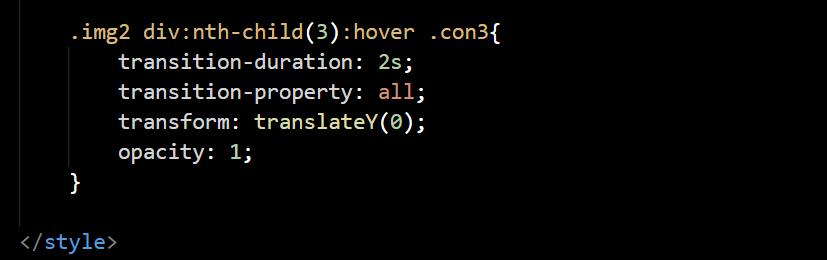 .img2 div:nth-child(3):hover .con3{
transition-duration: 2s;
transition-property: all;
transform: translateY(0);
opacity: 1;
}
</style>